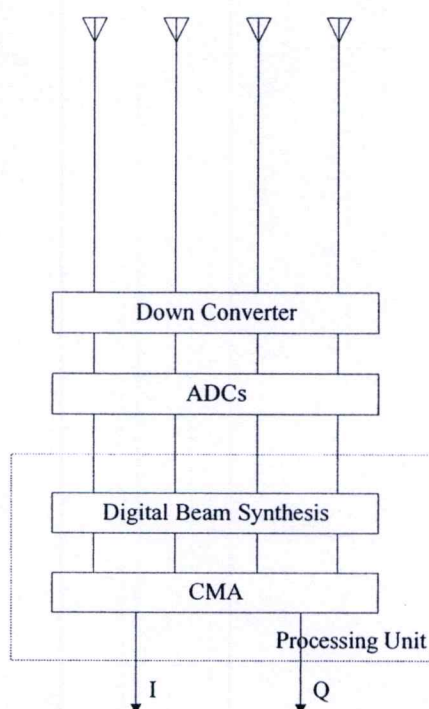 Down Converter
ADCs
Digital Beam Synthesis
CMA
Processing Unit
I
Q